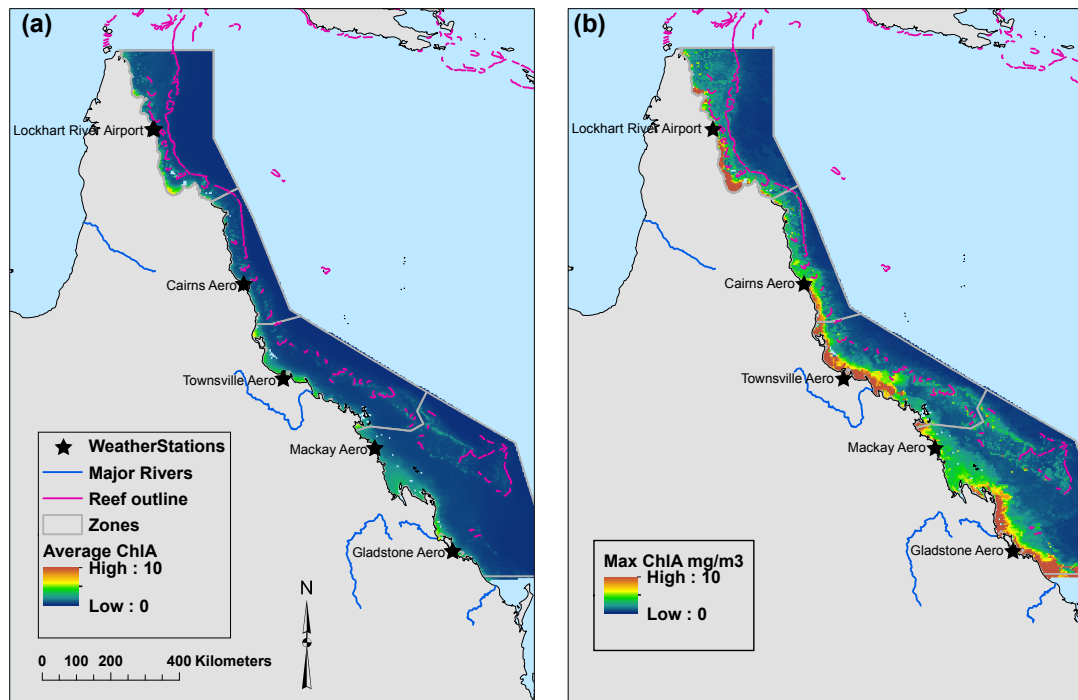 (a)
Lockhart River Airport
Cairns Aero
Townsville Aero
Mackay Aero
Gladstone Aero
WeatherStations
Major Rivers
Reef outline
Zones
Average ChlA
High : 10
Low : 0
N
0 100 200 400 Kilometers
(b)
Lockhart River Airport
Cairns Aero
Townsville Aero
Mackay Aero
Gladstone Aero
Max ChlA mg/m3
High : 10
Low : 0